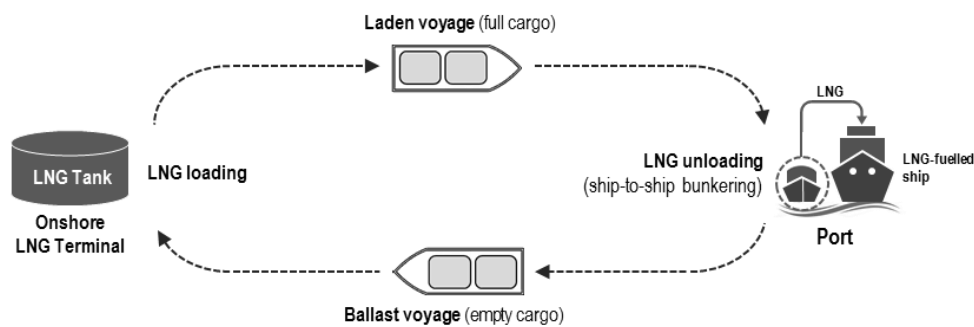 Laden voyage (full cargo)
LNG
LNG Tank
LNG loading
LNG unloading
(ship-to-ship bunkering)
LNG-fuelled
ship
Onshore
LNG Terminal
Port
Ballast voyage (empty cargo)